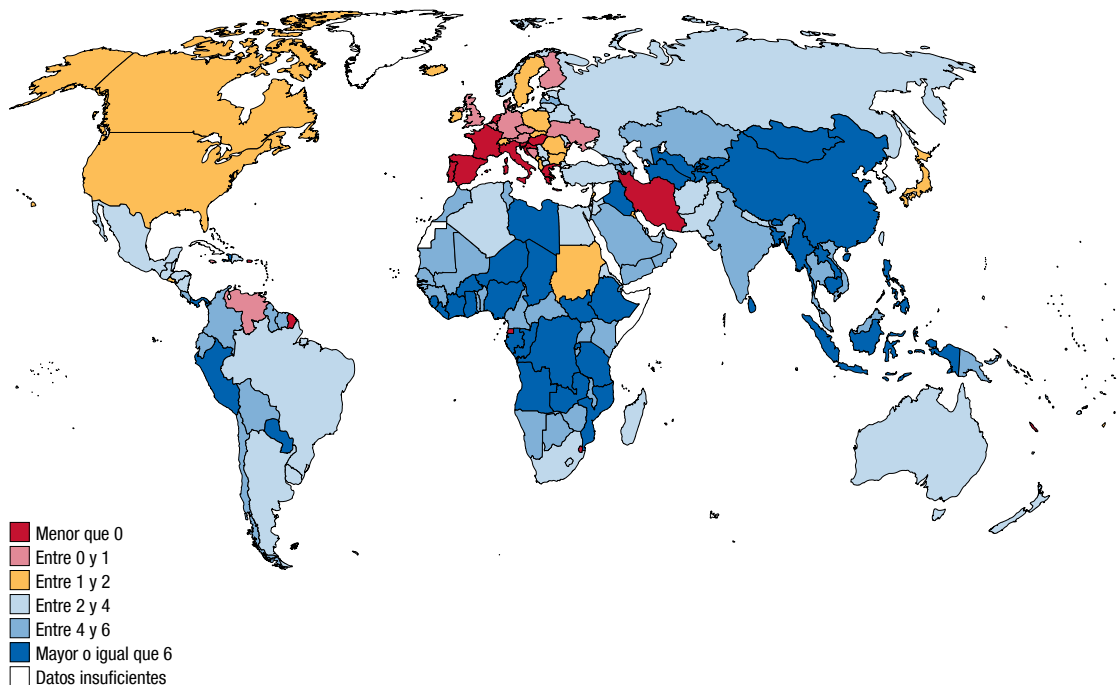 Menor que 0
Entre 0 y 1
Entre 1 y 2
Entre 2 y 4
Entre 4 y 6
Mayor o igual que 6
Datos insuficientes